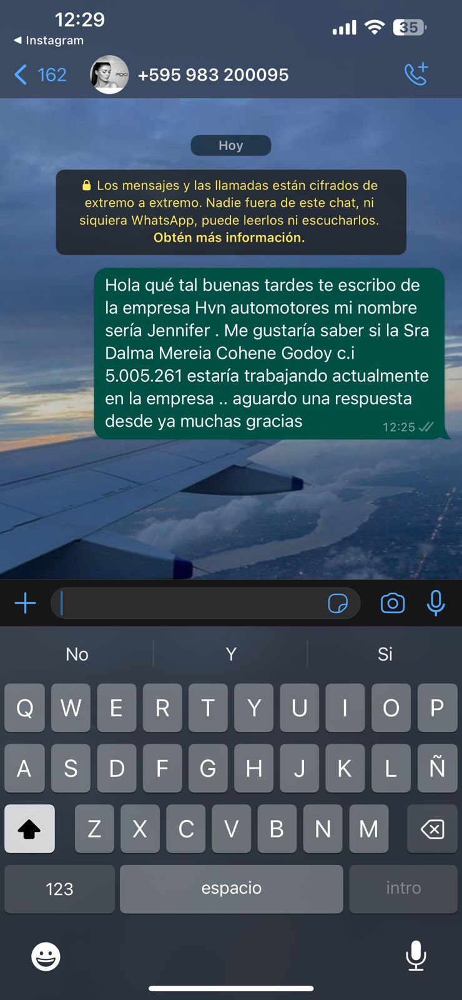 12:29
35
Instagram
162
+595 983 200095
Hoy
Los mensajes y las llamadas están cifrados de
extremo a extremo. Nadie fuera de este chat, ni
siquiera WhatsApp, puede leerlos ni escucharlos.
Obtén más información.
Hola qué tal buenas tardes te escribo de
la empresa Hvn automotores mi nombre
sería Jennifer . Me gustaría saber si la Sra
Dalma Mereia Cohene Godoy c.i
5.005.261 estaría trabajando actualmente
en la empresa .. aguardo una respuesta
desde ya muchas gracias
12:25
No Y Si
Q W E R T Y U I O P
A S D F G H J K L Ñ
Z X C V B N M
123 espacio intro